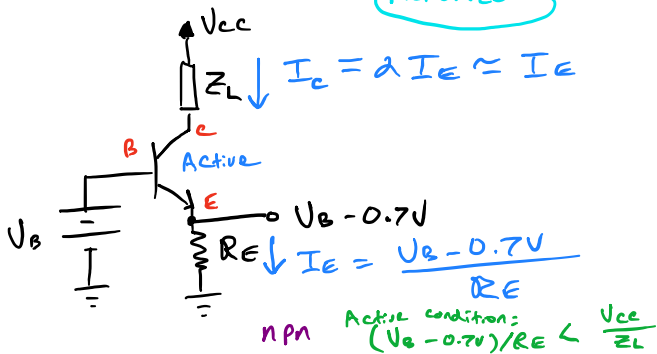 Vcc
ZL
Ic = αIE ≃ IE
B
C
Active
E
VB
VB - 0.7V
RE
IE = VB - 0.7V / RE
npn
Active condition:
(VB - 0.7V)/RE < Vcc / ZL